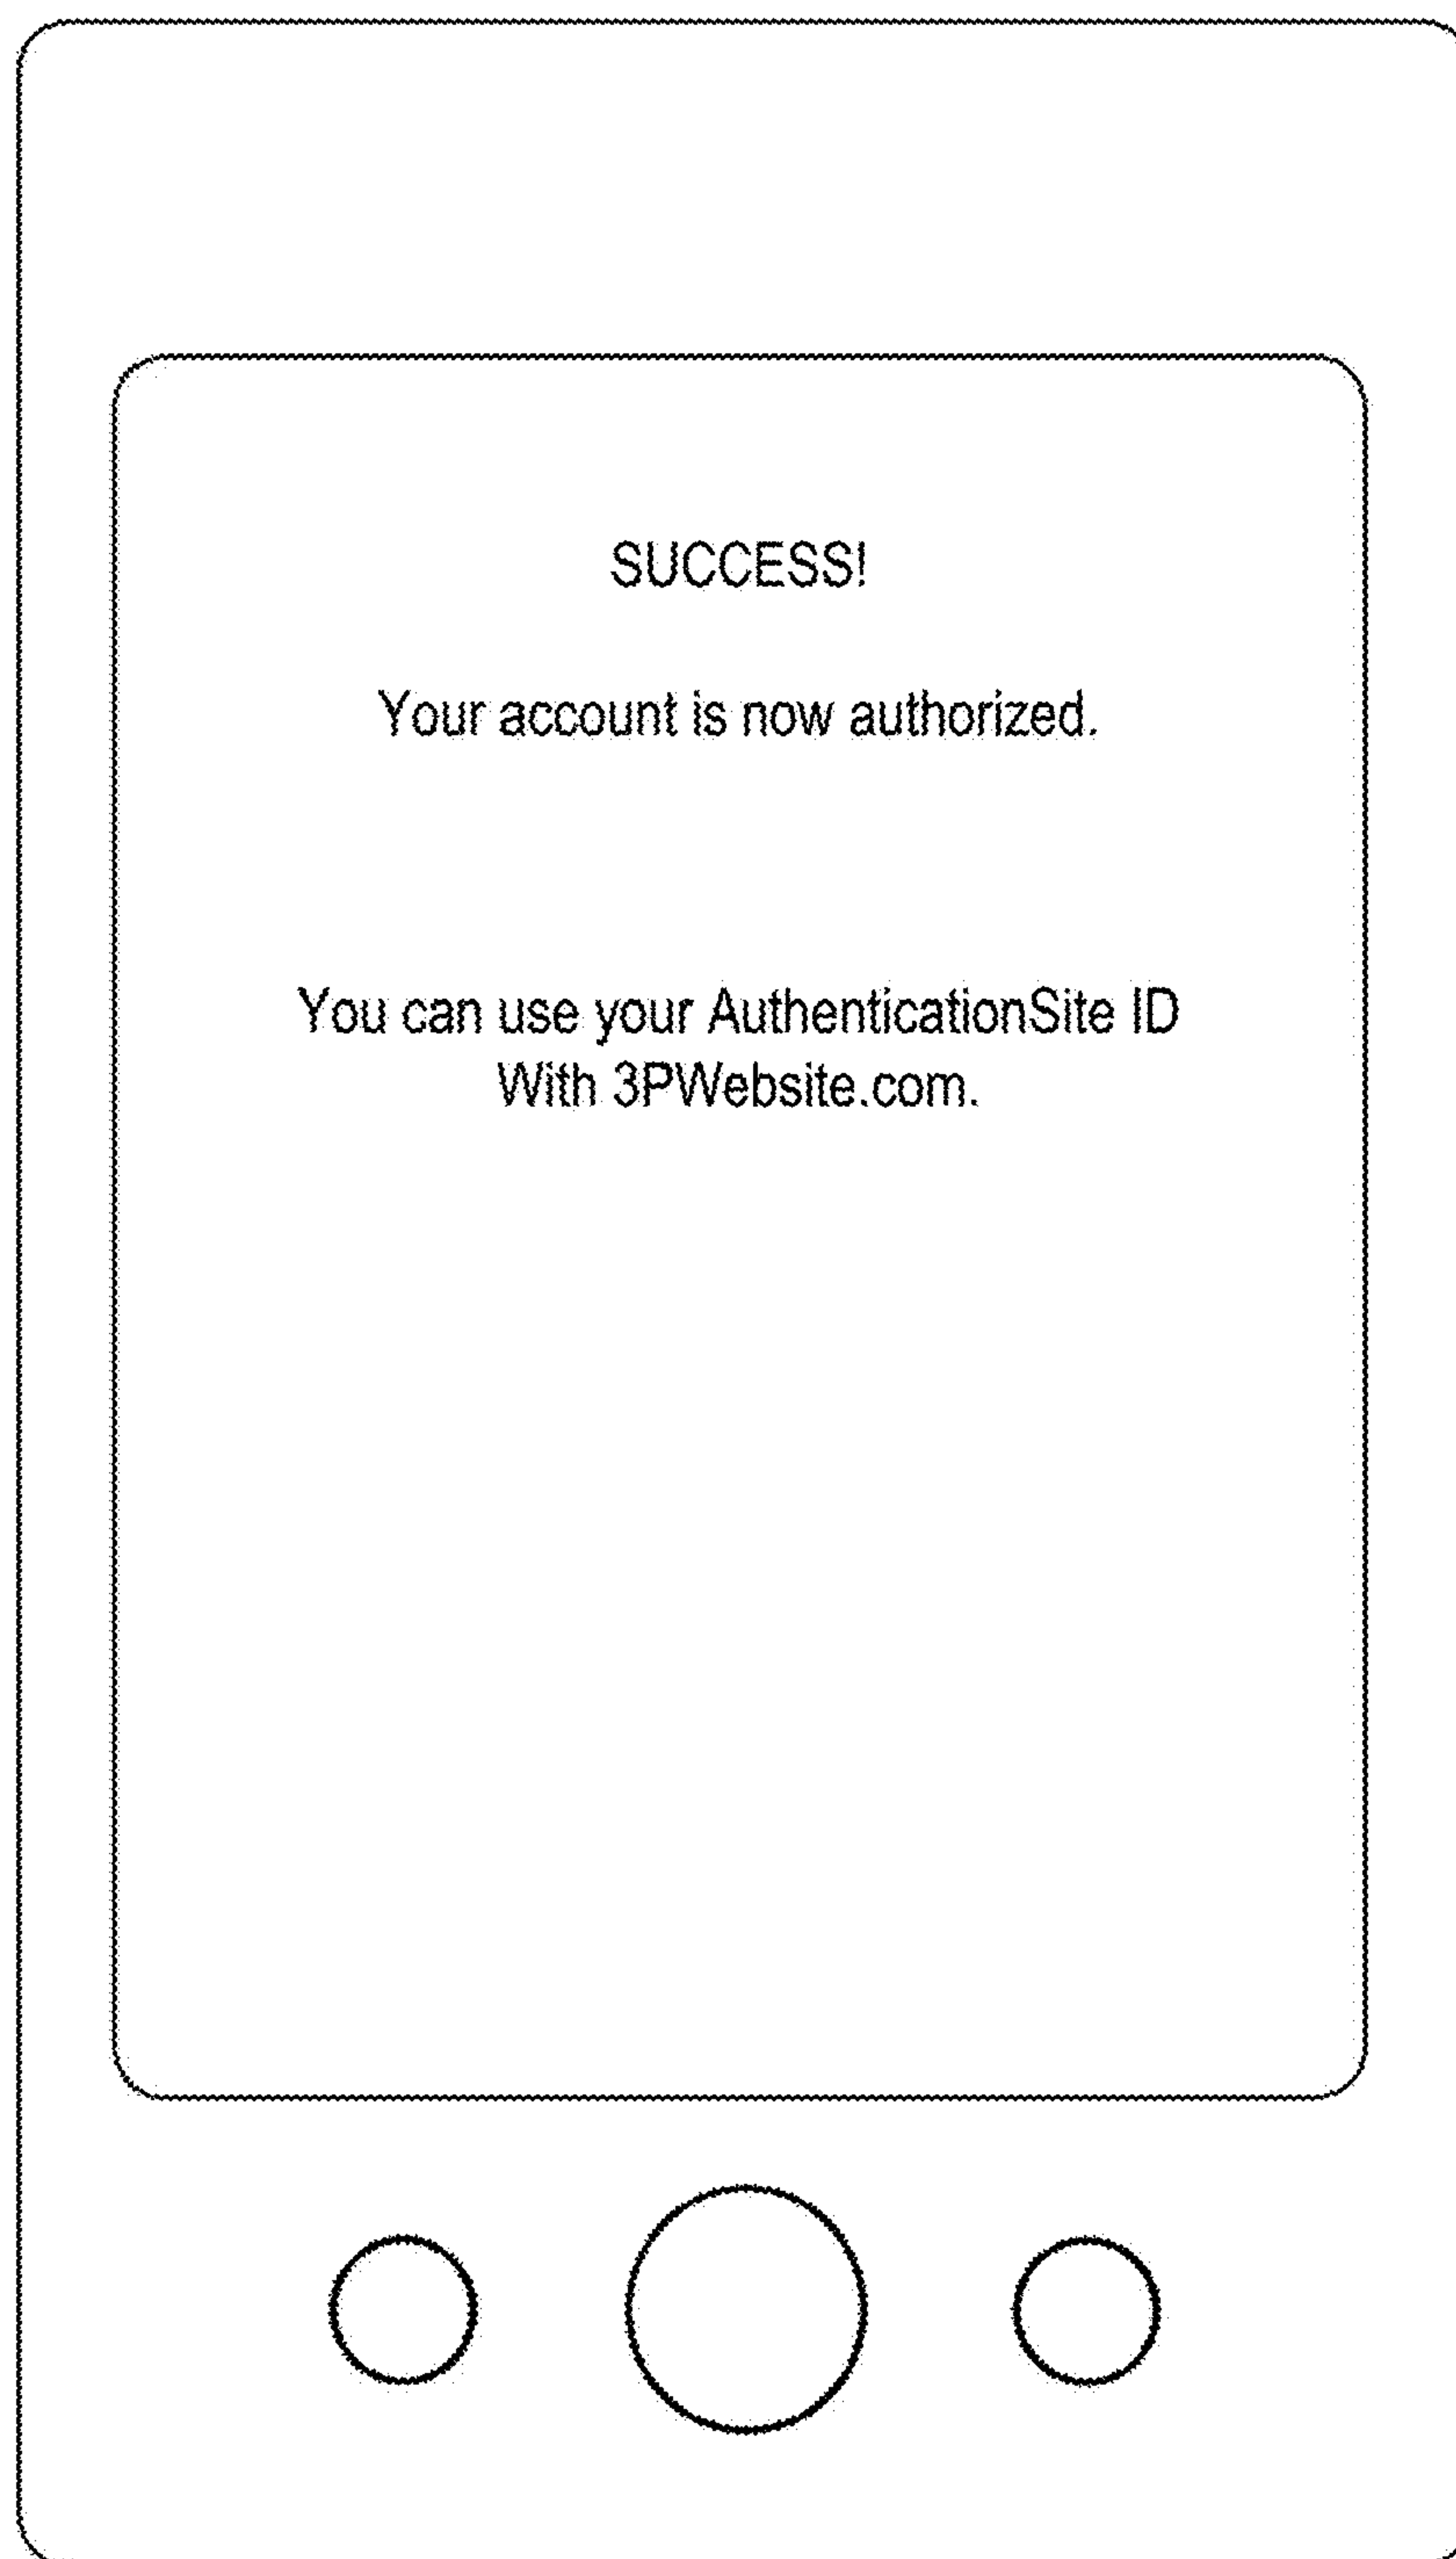 SUCCESS!
Your account is now authorized.
You can use your AuthenticationSite ID
With 3PWebsite.com.